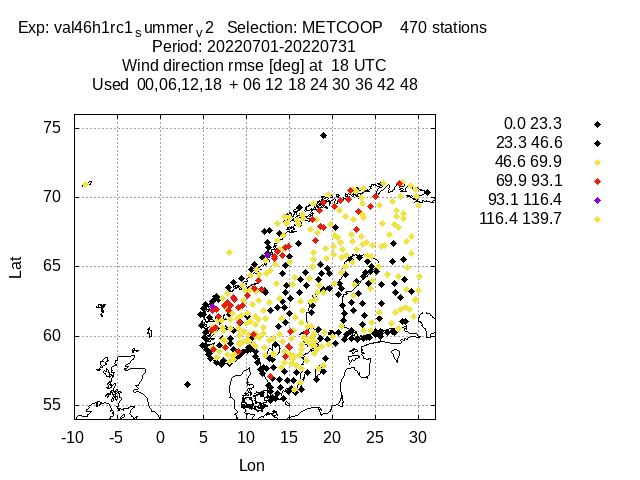 Exp: val46h1rc1summerv2 Selection: METCOOP 470 stations
Period: 20220701-20220731
Wind direction rmse [deg] at 18 UTC
Used 00,06,12,18 + 06 12 18 24 30 36 42 48
0.0 23.3
23.3 46.6
46.6 69.9
69.9 93.1
93.1 116.4
116.4 139.7
75
70
65
60
55
Lat
-10 -5 0 5 10 15 20 25 30
Lon